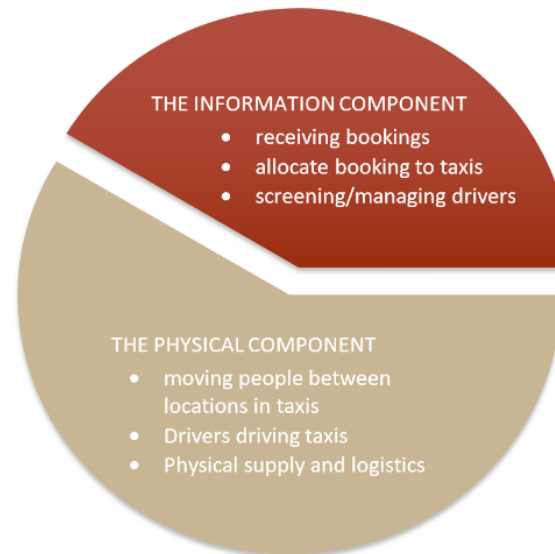 THE INFORMATION COMPONENT
• receiving bookings
• allocate booking to taxis
• screening/managing drivers
THE PHYSICAL COMPONENT
• moving people between
locations in taxis
• Drivers driving taxis
• Physical supply and logistics